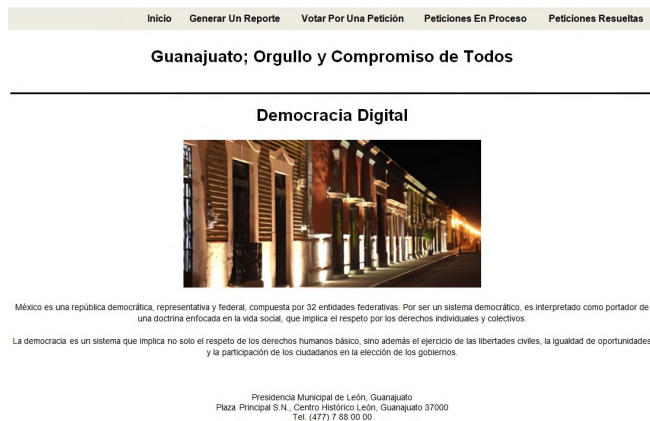 Inicio Generar Un Reporte Votar Por Una Petición Peticiones En Proceso Peticiones Resueltas
Guanajuato; Orgullo y Compromiso de Todos
Democracia Digital
México es una república democrática, representativa y federal, compuesta por 32 entidades federativas. Por ser un sistema democrático, es interpretado como portador de
una doctrina enfocada en la vida social, que implica el respeto por los derechos individuales y colectivos.
La democracia es un sistema que implica no solo el respeto de los derechos humanos básico, sino además el ejercicio de las libertades civiles, la igualdad de oportunidades
y la participación de los ciudadanos en la elección de los gobiernos.
Presidencia Municipal de León, Guanajuato
Plaza Principal S.N., Centro Histórico León, Guanajuato 37000
Tel. (477) 7 88 00 00